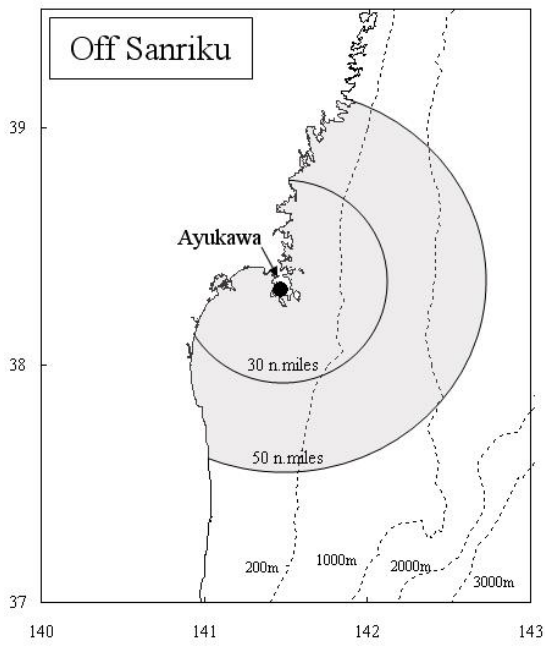 Off Sanriku
39
Ayukawa
38
30 n.miles
50 n.miles
200m
1000m
2000m
3000m
37
140
141
142
143